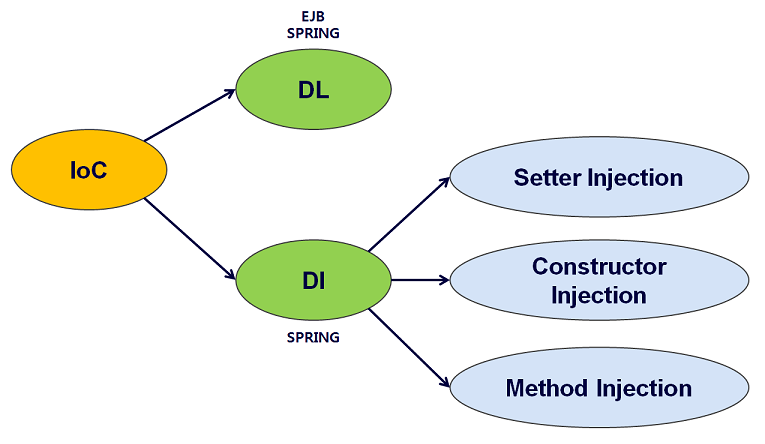 EJB
SPRING
DL
IoC
Setter Injection
DI
Constructor
Injection
SPRING
Method Injection